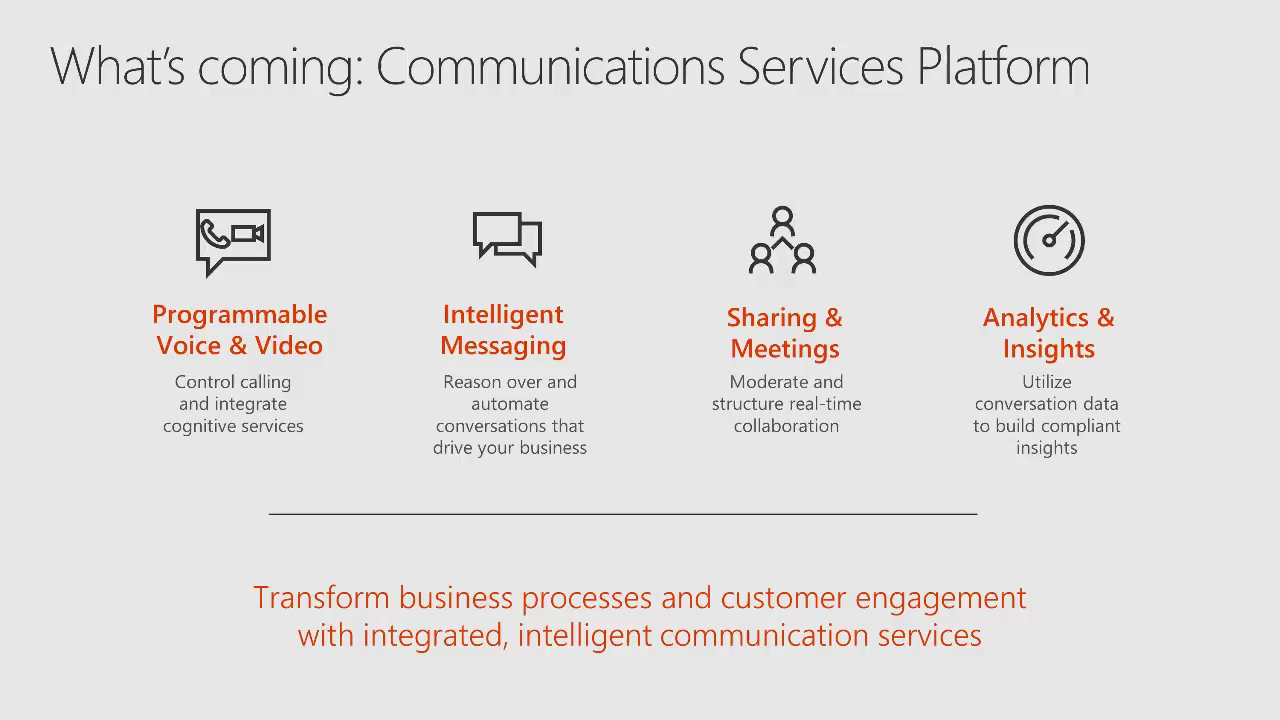 What's coming: Communications Services Platform
Programmable
Voice & Video
Control calling
and integrate
cognitive services
Intelligent
Messaging
Reason over and
automate
conversations that
drive your business
Sharing &
Meetings
Moderate and
structure real-time
collaboration
Analytics &
Insights
Utilize
conversation data
to build compliant
insights
Transform business processes and customer engagement
with integrated, intelligent communication services